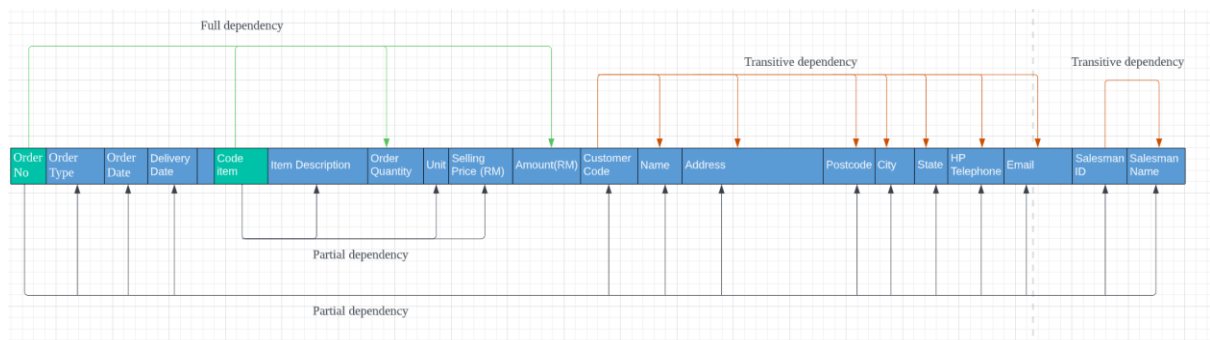 Full dependency
Transitive dependency
Transitive dependency
Order
No
Order
Type
Order
Date
Delivery
Date
Code
item
Item Description
Order
Quantity
Unit
Selling
Price (RM)
Amount(RM)
Customer
Code
Name
Address
Postcode
City
State
HP
Telephone
Email
Salesman
ID
Salesman
Name
Partial dependency
Partial dependency